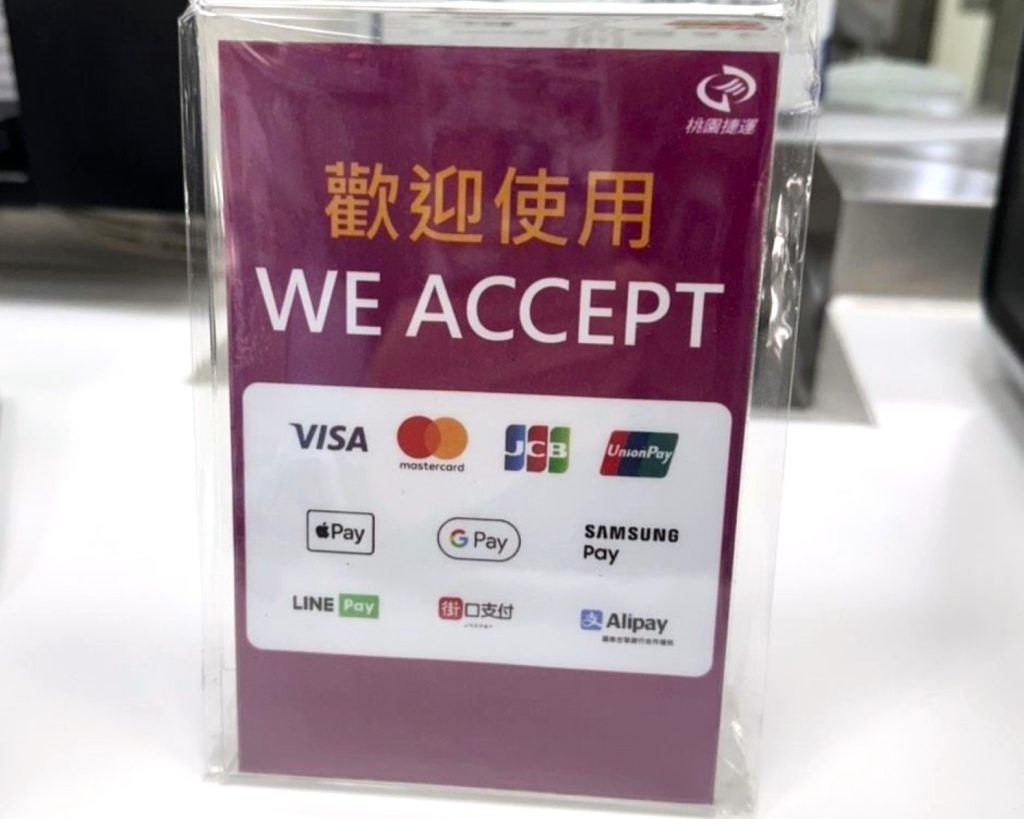 桃園捷運
歡迎使用
WE ACCEPT
VISA
mastercard
JCB
UnionPay
Pay
G Pay
SAMSUNG
Pay
LINE Pay
街口支付
支 Alipay